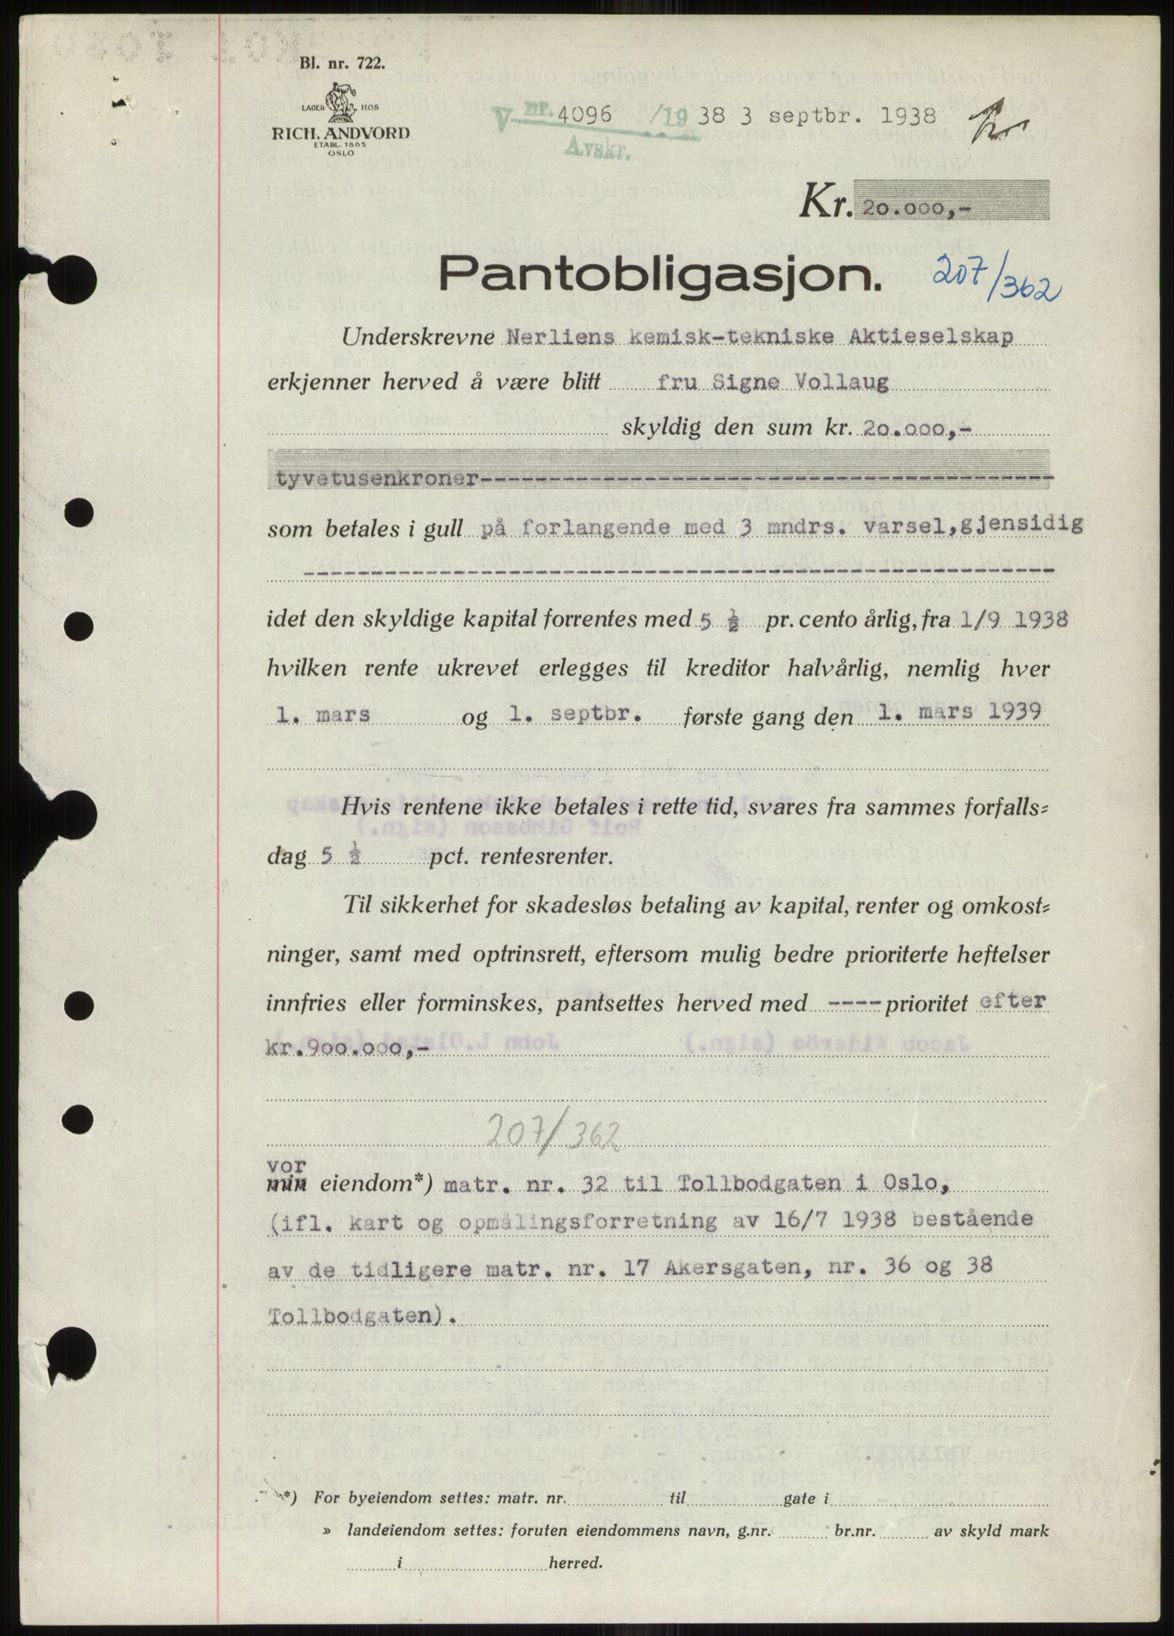 Bl. nr. 722.
LAGER HOS
RICH. ANDVORD
ETABL. 1865
OSLO
V nr. 4096 /19 38 3 septbr. 1938
Avskr.
Kr. 20.000,-
Pantobligasjon. 207/362
Underskrevne Nerliens kemisk-tekniske Aktieselskap
erkjenner herved å være blitt fru Signe Vollaug
skyldig den sum kr. 20.000,-
tyvetusenkroner------------------------------------------
som betales i gull på forlangende med 3 mndrs. varsel, gjensidig
-------------------------------------------------------
idet den skyldige kapital forrentes med 5 ½ pr. cento årlig, fra 1/9 1938
hvilken rente ukrevet erlegges til kreditor halvårlig, nemlig hver
1. mars og 1. septbr. første gang den 1. mars 1939
Hvis rentene ikke betales i rette tid, svares fra sammes forfalls-
dag 5 ½ pct. rentesrenter.
Til sikkerhet for skadesløs betaling av kapital, renter og omkost-
ninger, samt med optrinsrett, eftersom mulig bedre prioriterte heftelser
innfries eller forminskes, pantsettes herved med ---- prioritet efter
kr. 900.000,-
207/362
vor
min eiendom*) matr. nr. 32 til Tollbodgaten i Oslo,
(ifl. kart og opmålingsforretning av 16/7 1938 bestående
av de tidligere matr. nr. 17 Akersgaten, nr. 36 og 38
Tollbodgaten).
*) For byeiendom settes: matr. nr. til gate i
» landeiendom settes: foruten eiendommens navn, g.nr. br.nr. av skyld mark
i herred.